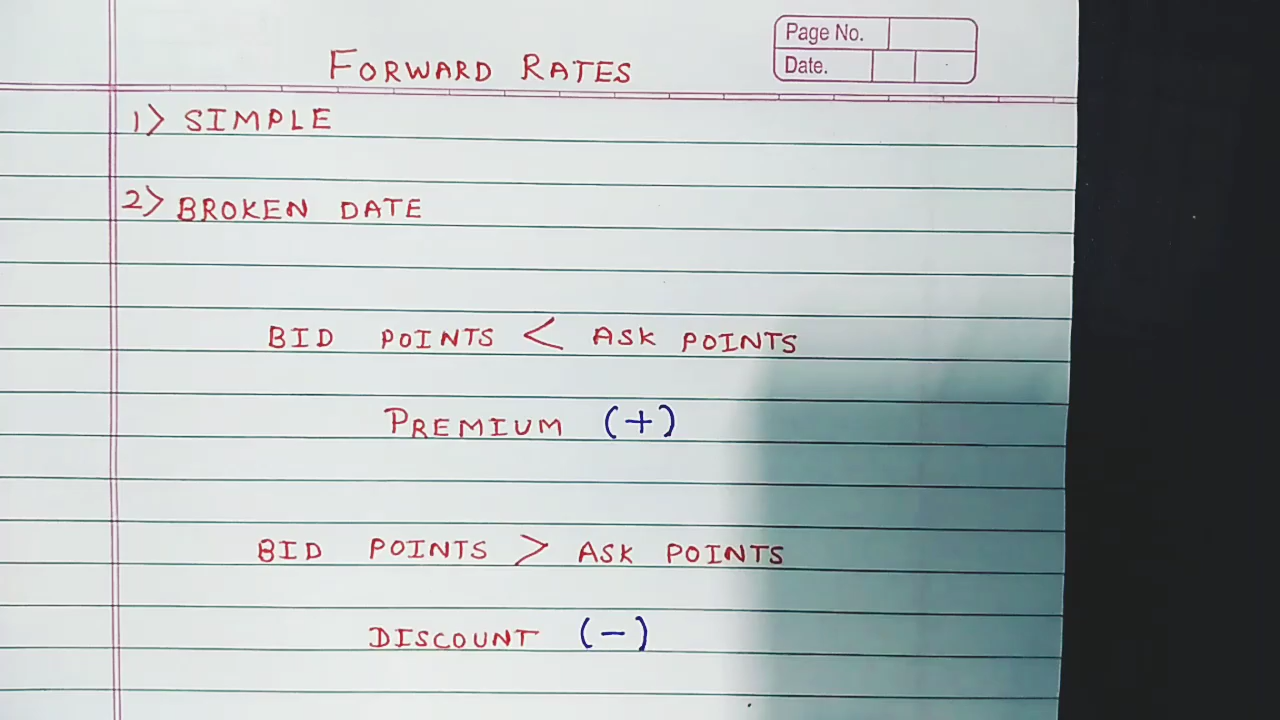 Page No.
Date.
FORWARD RATES
1> SIMPLE
2> BROKEN DATE
BID POINTS < ASK POINTS
PREMIUM (+)
BID POINTS > ASK POINTS
DISCOUNT (-)